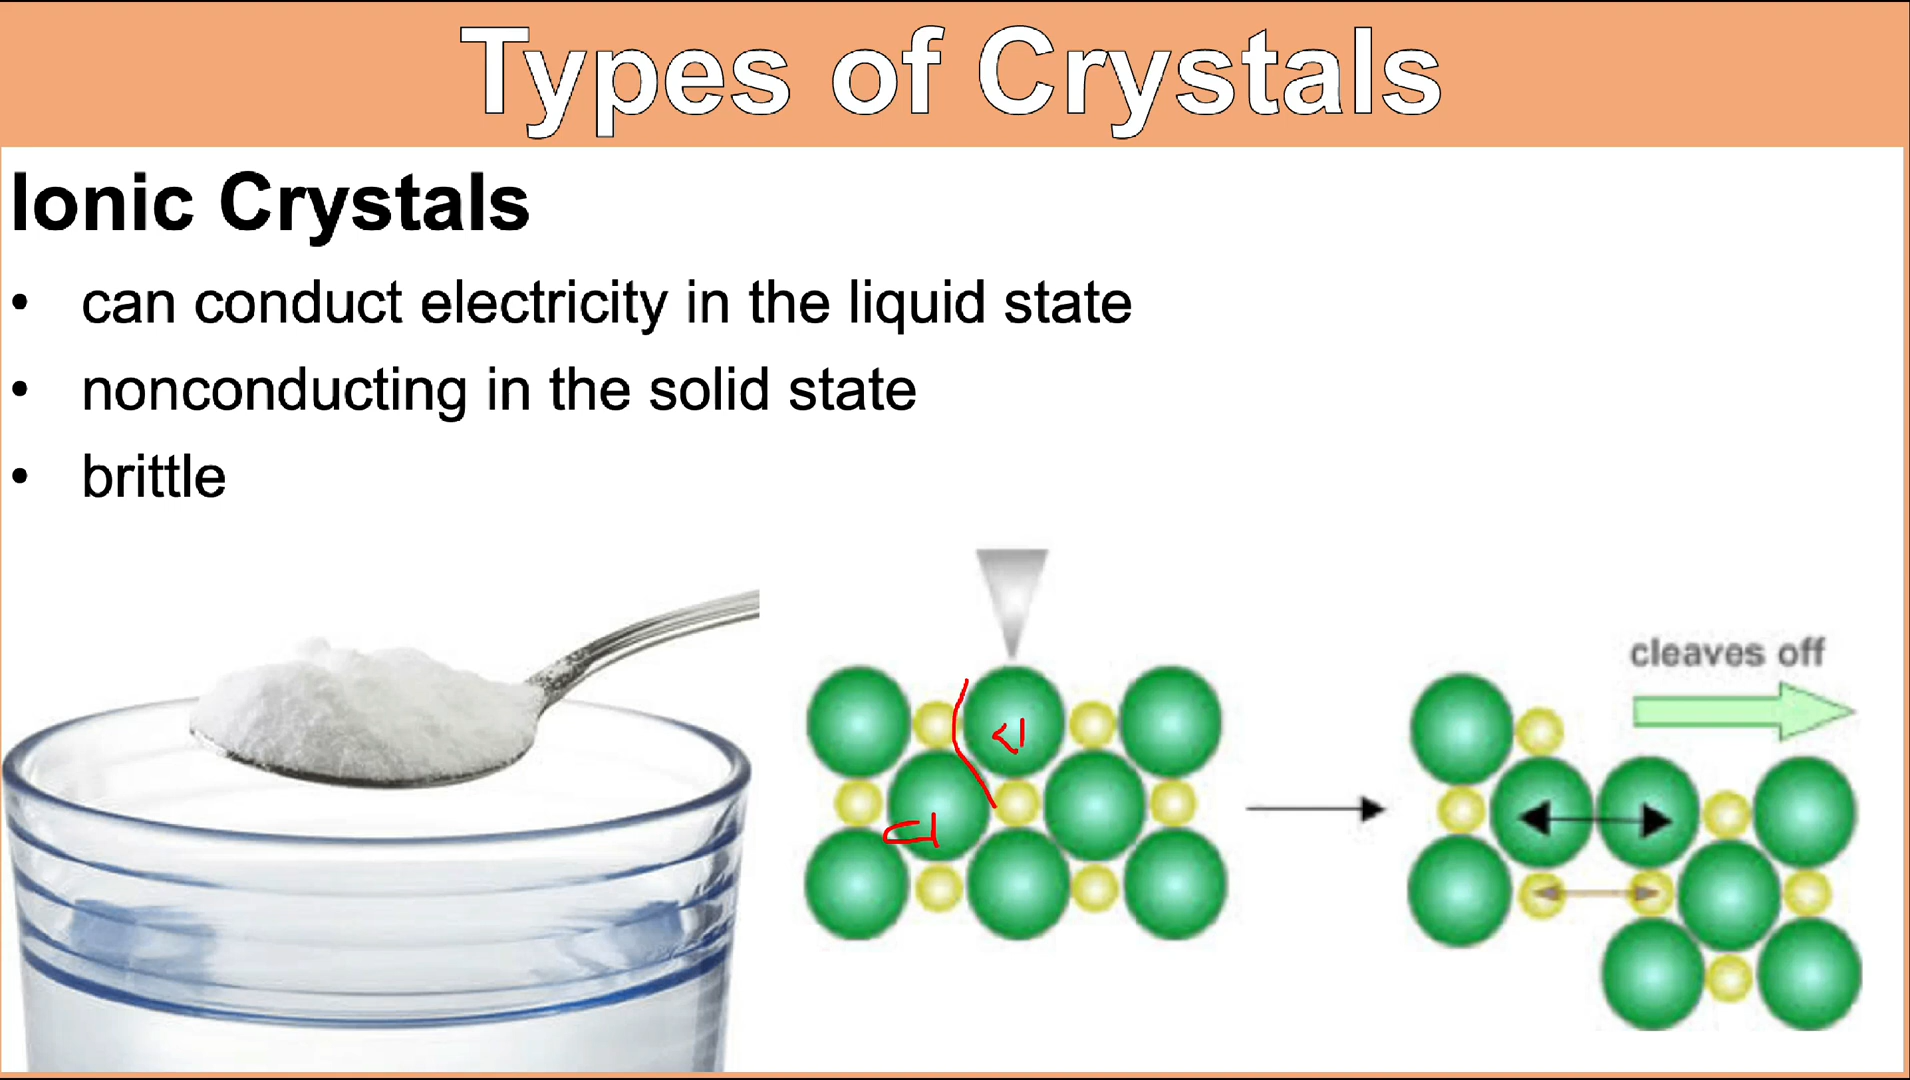 Types of Crystals
Ionic Crystals
• can conduct electricity in the liquid state
• nonconducting in the solid state
• brittle
cleaves off